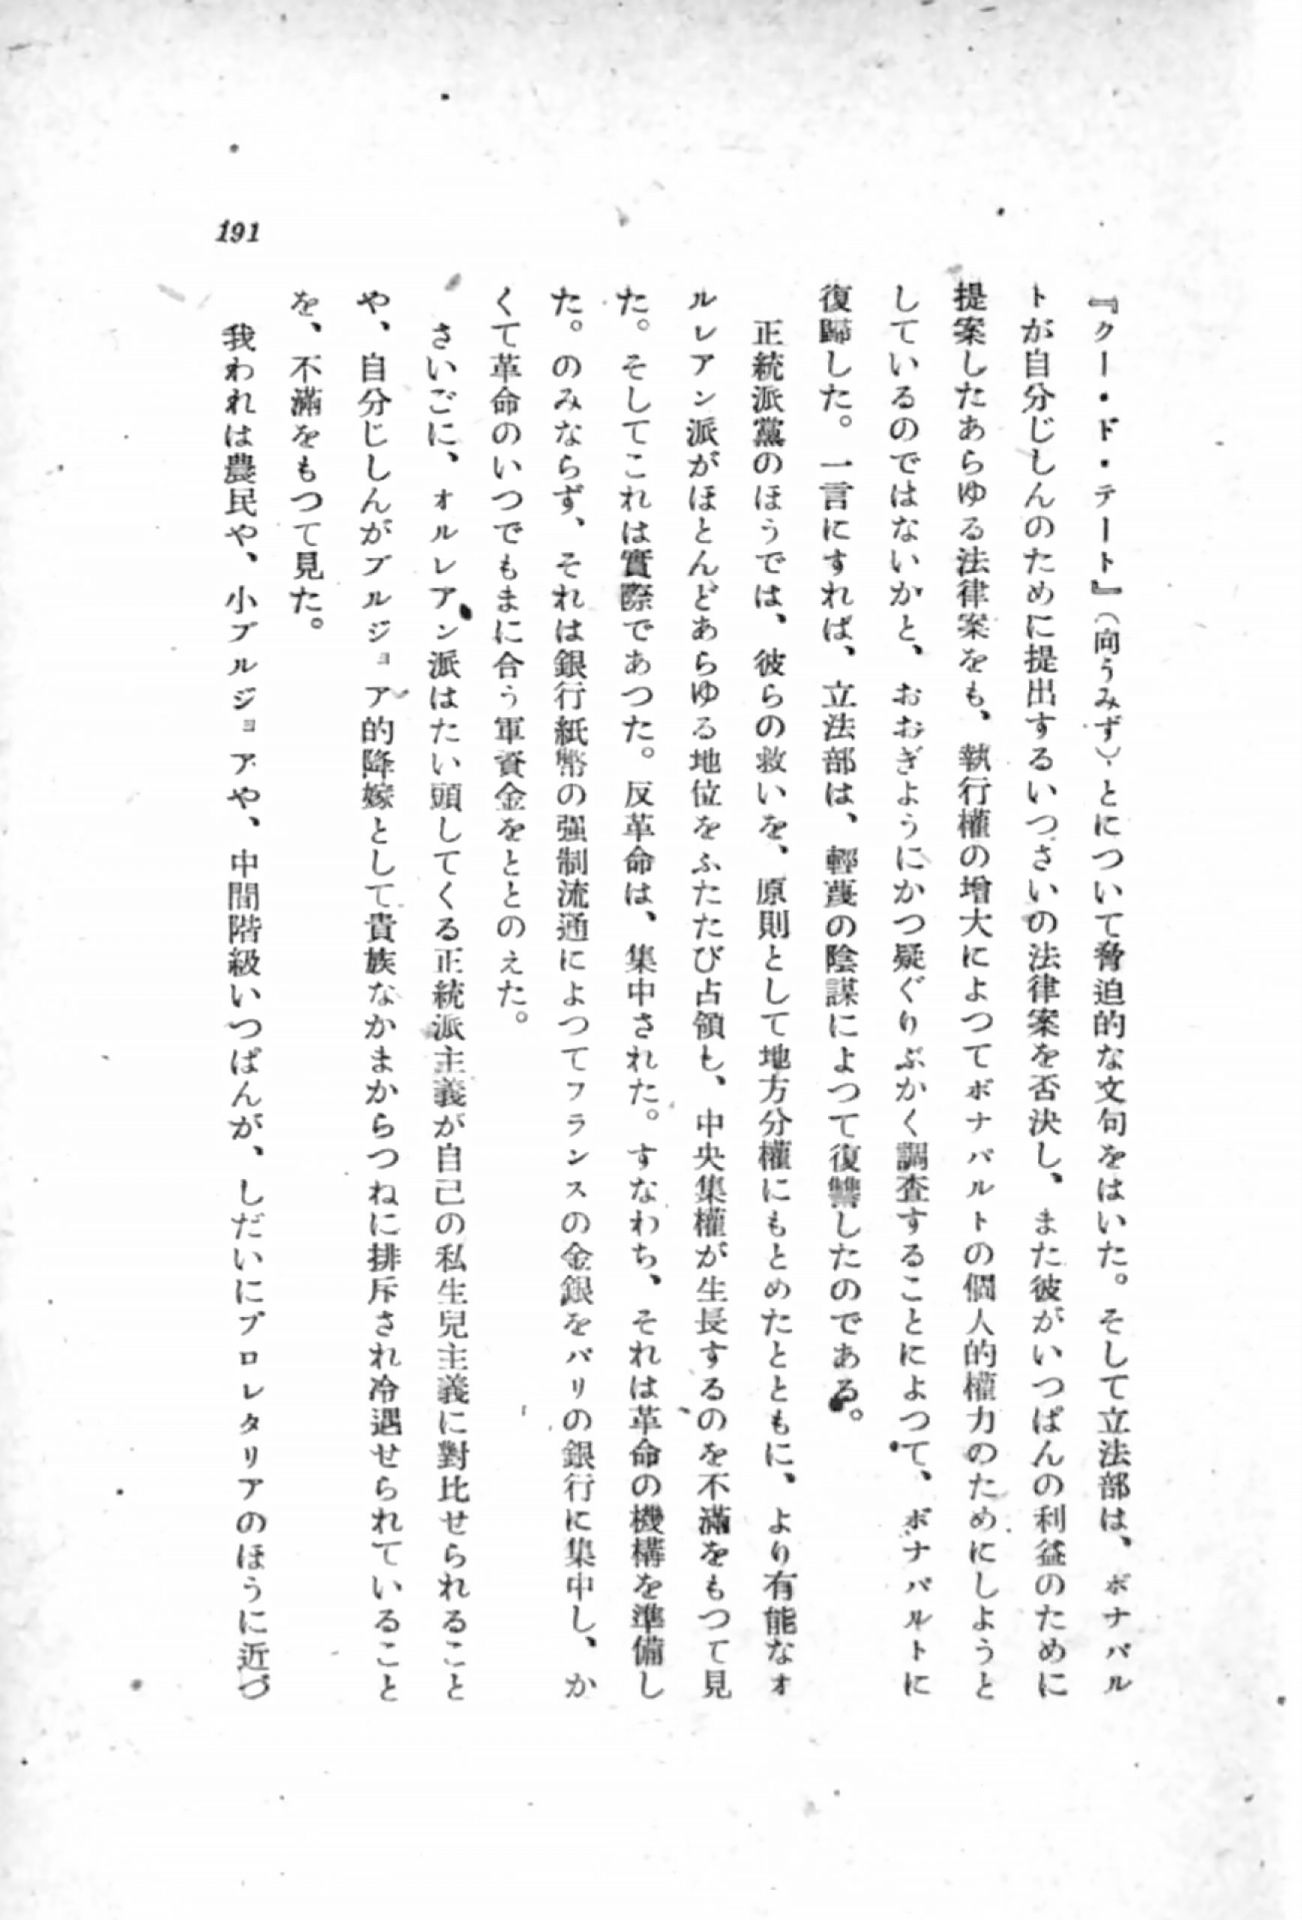 191
『クー・ド・テート』(向うみず)とについて脅迫的な文句をはいた。そして立法部は、ボナパル
トが自分じしんのために提出するいつさいの法律案を否決し、また彼がいつぱんの利益のために
提案したあらゆる法律案をも、執行權の增大によつてボナパルトの個人的權力のためにしようと
しているのではないかと、おおぎようにかつ疑ぐりぶかく調査することによつて、ボナパルトに
復歸した。一言にすれば、立法部は、輕蔑の陰謀によつて復讐したのである。
正統派黨のほうでは、彼らの救いを、原則として地方分權にもとめたとともに、より有能なオ
ルレアン派がほとんどあらゆる地位をふたたび占領し、中央集權が生長するのを不滿をもつて見
た。そしてこれは實際であつた。反革命は、集中された。すなわち、それは革命の機構を準備し
た。のみならず、それは銀行紙幣の强制流通によつてフランスの金銀をパリの銀行に集中し、か
くて革命のいつでもまに合う軍資金をととのえた。
さいごに、オルレアン派はたい頭してくる正統派主義が自己の私生兒主義に對比せられること
や、自分じしんがブルジョア的降嫁として貴族なかまからつねに排斥され冷遇せられていること
を、不滿をもつて見た。
我われは農民や、小ブルジョアや、中間階級いつぱんが、しだいにプロレタリアのほうに近づ